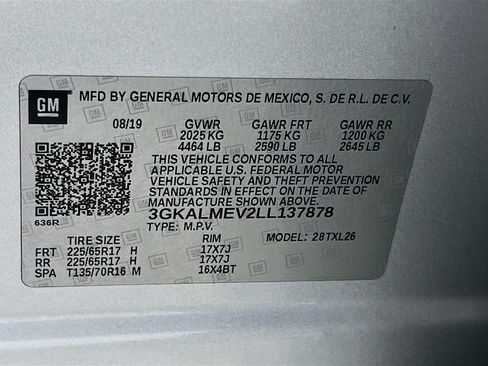 GM
MFD BY GENERAL MOTORS DE MEXICO, S. DE R.L. DE C.V.
08/19 GVWR GAWR FRT GAWR RR
2025 KG 1175 KG 1200 KG
4464 LB 2590 LB 2645 LB
THIS VEHICLE CONFORMS TO ALL
APPLICABLE U.S. FEDERAL MOTOR
VEHICLE SAFETY AND THEFT PREVENTION
STANDARDS IN EFFECT ON THE DATE OF
MANUFACTURE SHOWN ABOVE.
3GKALMEV2LL137878
636R
TYPE: M.P.V. MODEL: 28TXL26
TIRE SIZE RIM
FRT 225/65R17 H 17X7J
RR 225/65R17 H 17X7J
SPA T135/70R16 M 16X4BT